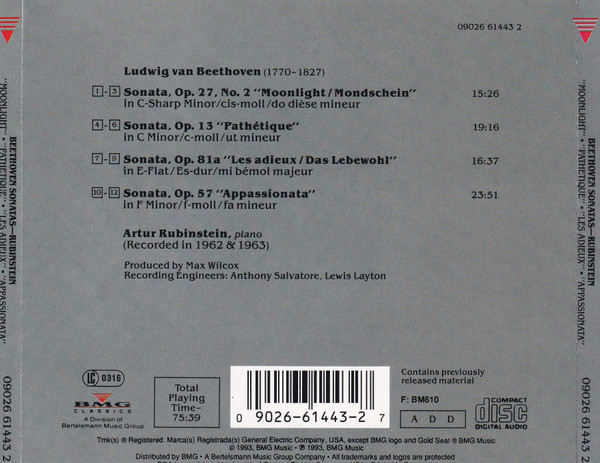 09026 61443 2
Ludwig van Beethoven (1770-1827)
1 - 3 Sonata, Op. 27, No. 2 "Moonlight/Mondschein" 15:26
in C-Sharp Minor/cis-moll/do dièse mineur
4 - 6 Sonata, Op. 13 "Pathétique" 19:16
in C Minor/c-moll/ut mineur
7 - 9 Sonata, Op. 81a "Les adieux/Das Lebewohl" 16:37
in E-Flat/Es-dur/mi bémol majeur
10 - 12 Sonata, Op. 57 "Appassionata" 23:51
in F Minor/f-moll/fa mineur
Artur Rubinstein, piano
(Recorded in 1962 & 1963)
Produced by Max Wilcox
Recording Engineers: Anthony Salvatore, Lewis Layton
LC 0316
BMG
CLASSICS
A Division of
Bertelsmann Music Group
Total
Playing
Time-
75:39
0 9026-61443-2 7
Contains previously
released material
F: BM610
A D D
COMPACT
disc
DIGITAL AUDIO
Tmk(s) ® Registered. Marca(s) Registrada(s) General Electric Company, USA, except BMG logo and Gold Seal ® BMG Music
© 1993, BMG Music • ℗ 1993, BMG Music
Distributed by BMG • A Bertelsmann Music Group Company •
BEETHOVEN SONATAS—RUBINSTEIN
"MOONLIGHT" • "PATHÉTIQUE" • "LES ADIEUX" • "APPASSIONATA"
09026 61443 2
BEETHOVEN SONATAS—RUBINSTEIN
"MOONLIGHT" • "PATHÉTIQUE" • "LES ADIEUX" • "APPASSIONATA"
09026 61443 2